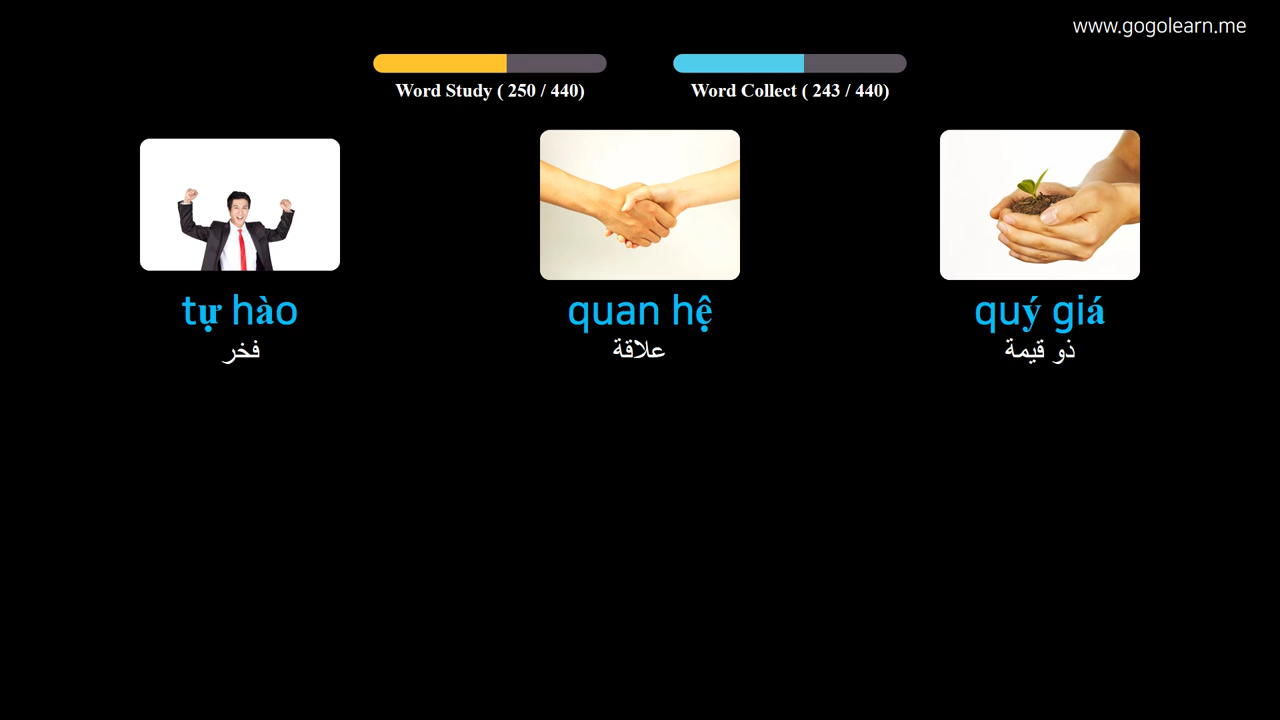 www.gogolearn.me
Word Study ( 250 / 440)
Word Collect ( 243 / 440)
tự hào
فخر
quan hệ
علاقة
quý giá
ذو قيمة